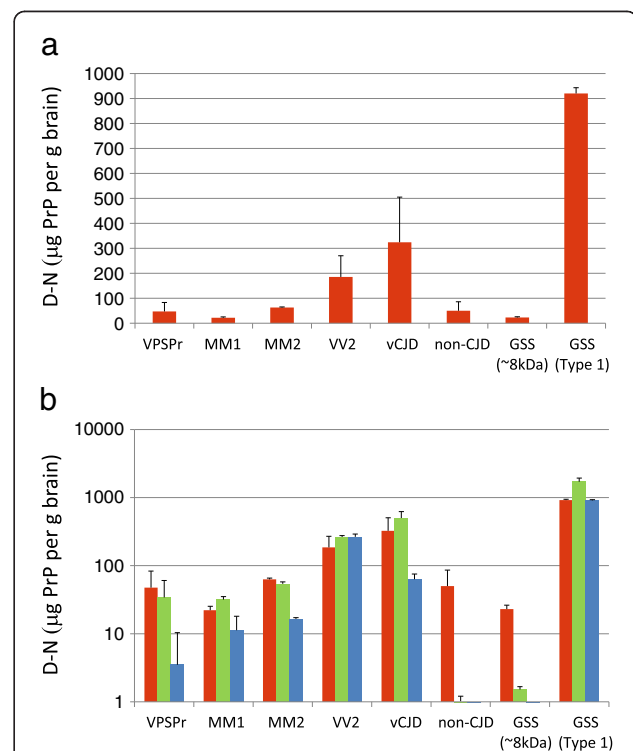 a
D-N (µg PrP per g brain)
1000
900
800
700
600
500
400
300
200
100
0
VPSPr MM1 MM2 VV2 vCJD non-CJD GSS GSS
(~8kDa) (Type 1)
b
D-N (µg PrP per g brain)
10000
1000
100
10
1
VPSPr MM1 MM2 VV2 vCJD non-CJD GSS GSS
(~8kDa) (Type 1)